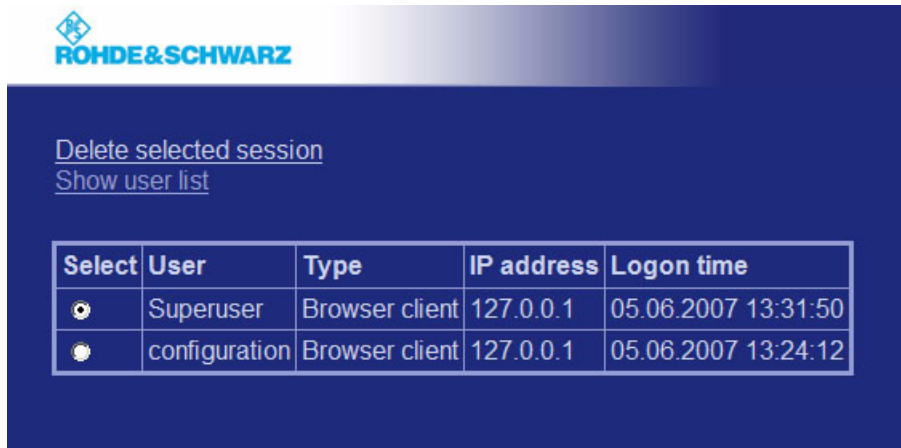 ROHDE&SCHWARZ
Delete selected session
Show user list
Select User Type IP address Logon time
Superuser Browser client 127.0.0.1 05.06.2007 13:31:50
configuration Browser client 127.0.0.1 05.06.2007 13:24:12